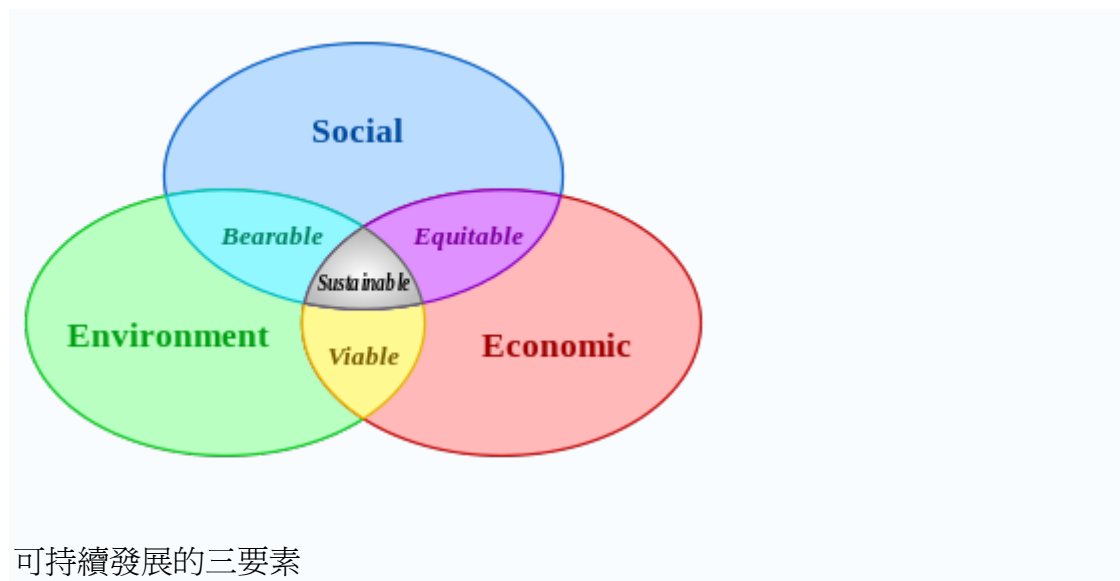 Social
Bearable
Equitable
Sustainable
Environment
Viable
Economic
可持續發展的三要素